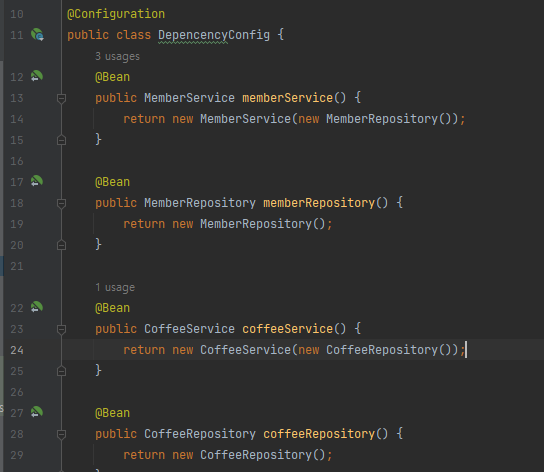 10 @Configuration
11 public class DepencencyConfig {
3 usages
12 @Bean
13 public MemberService memberService() {
14 return new MemberService(new MemberRepository());
15 }
16
17 @Bean
18 public MemberRepository memberRepository() {
19 return new MemberRepository();
20 }
21
1 usage
22 @Bean
23 public CoffeeService coffeeService() {
24 return new CoffeeService(new CoffeeRepository());
25 }
26
27 @Bean
28 public CoffeeRepository coffeeRepository() {
29 return new CoffeeRepository();